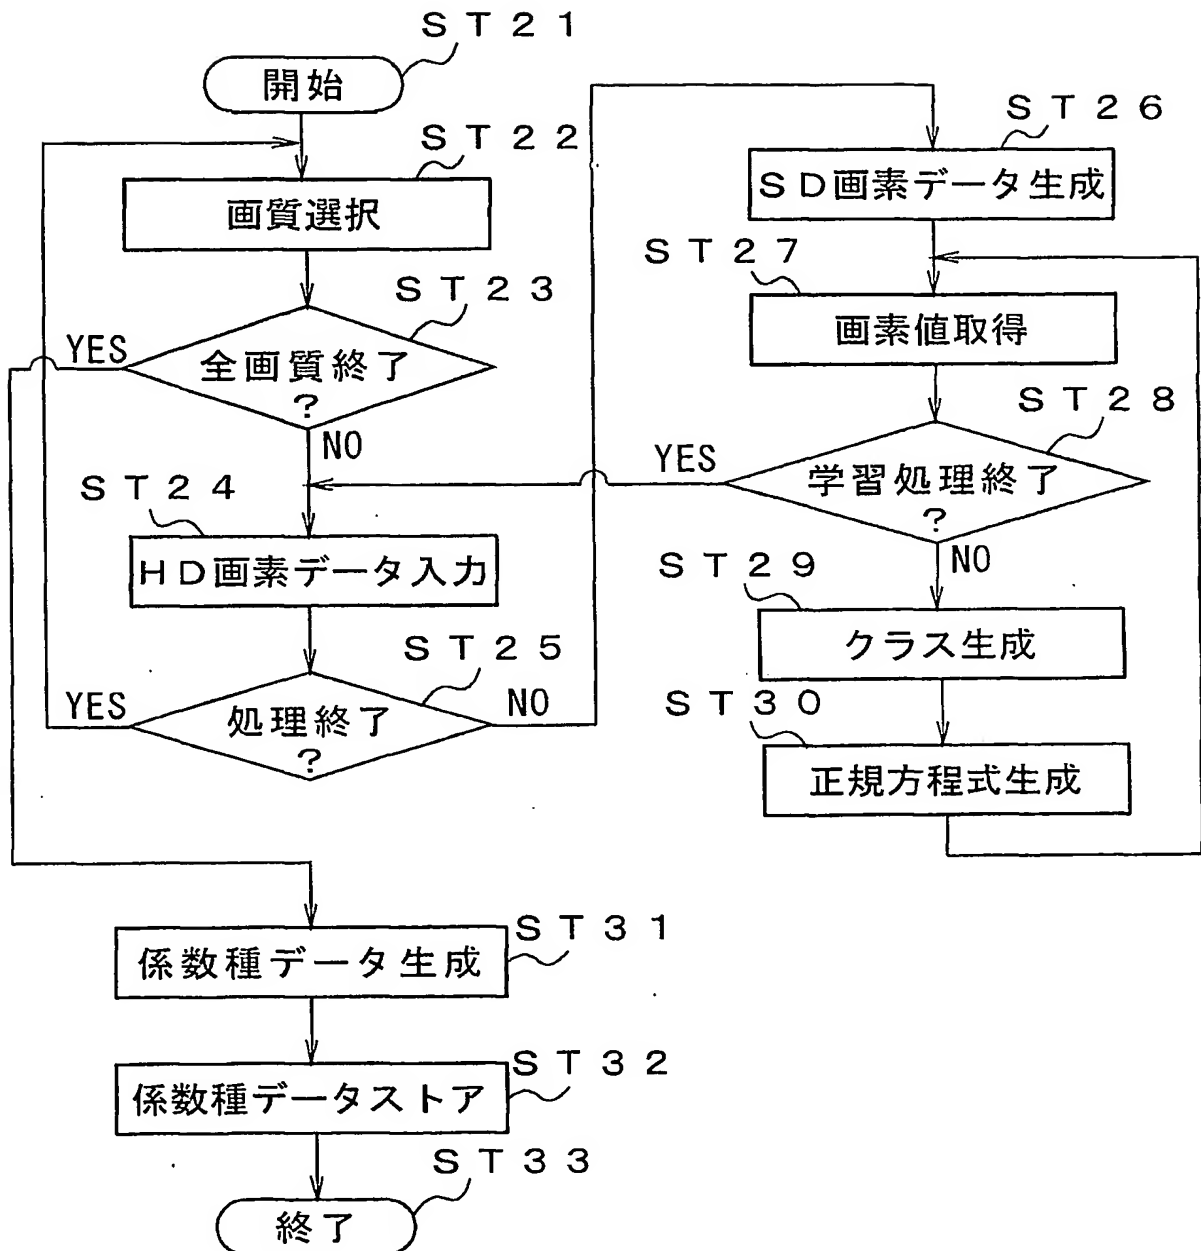 ＳＴ２１
開始
ＳＴ２２
画質選択
ＳＴ２３
YES
全画質終了
？
NO
ＳＴ２４
ＨＤ画素データ入力
ＳＴ２５
YES
処理終了
？
NO
ＳＴ２６
ＳＤ画素データ生成
ＳＴ２７
画素値取得
ＳＴ２８
YES
学習処理終了
？
NO
ＳＴ２９
クラス生成
ＳＴ３０
正規方程式生成
ＳＴ３１
係数種データ生成
ＳＴ３２
係数種データストア
ＳＴ３３
終了